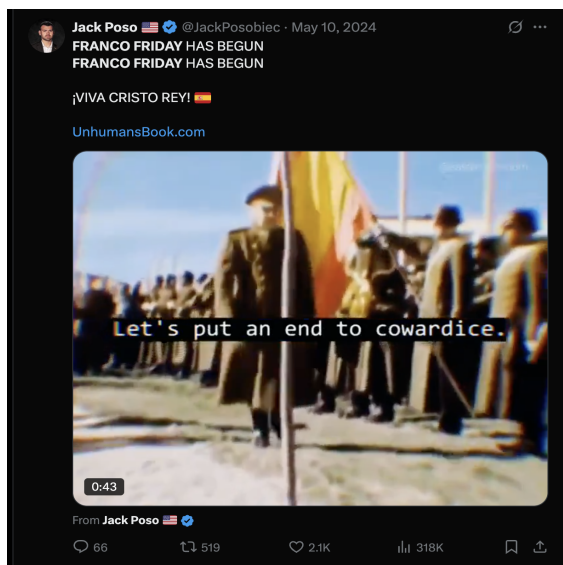 Jack Poso 🇺🇸 @JackPosobiec · May 10, 2024
FRANCO FRIDAY HAS BEGUN
FRANCO FRIDAY HAS BEGUN
¡VIVA CRISTO REY! 🇪🇸
UnhumansBook.com
Let's put an end to cowardice.
0:43
From Jack Poso 🇺🇸
66 519 2.1K 318K